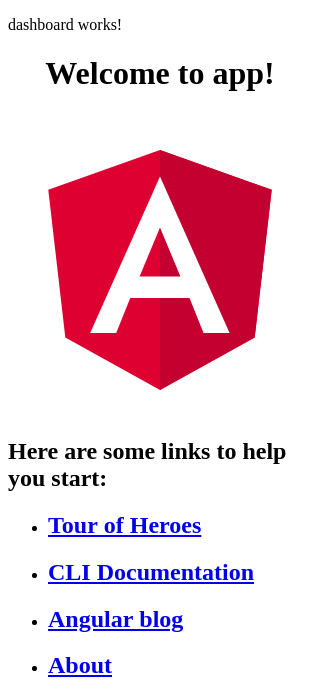 dashboard works!
Welcome to app!
A
Here are some links to help
you start:
Tour of Heroes
CLI Documentation
Angular blog
About